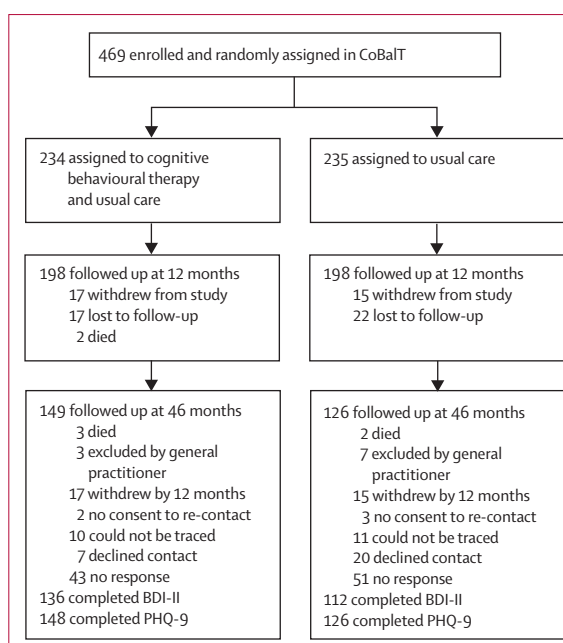 469 enrolled and randomly assigned in CoBalT
234 assigned to cognitive
behavioural therapy
and usual care
235 assigned to usual care
198 followed up at 12 months
17 withdrew from study
17 lost to follow-up
2 died
198 followed up at 12 months
15 withdrew from study
22 lost to follow-up
149 followed up at 46 months
3 died
3 excluded by general
practitioner
17 withdrew by 12 months
2 no consent to re-contact
10 could not be traced
7 declined contact
43 no response
136 completed BDI-II
148 completed PHQ-9
126 followed up at 46 months
2 died
7 excluded by general
practitioner
15 withdrew by 12 months
3 no consent to re-contact
11 could not be traced
20 declined contact
51 no response
112 completed BDI-II
126 completed PHQ-9